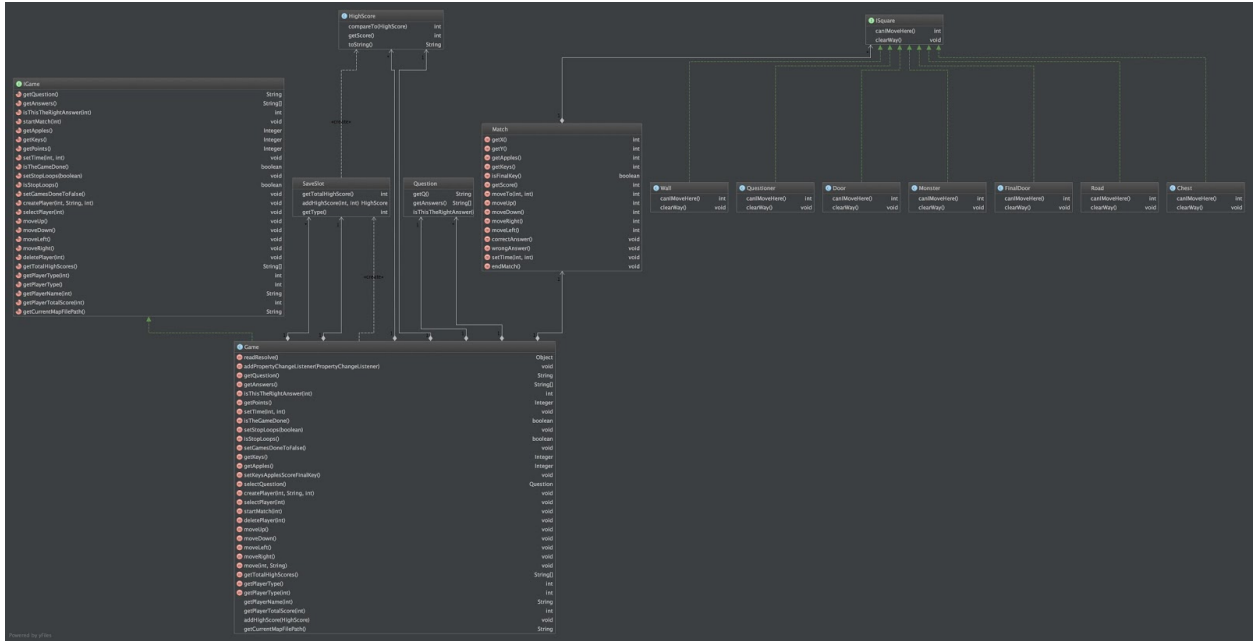 HighScore
compareTo(HighScore) int
getScore() int
toString() String
ISquare
canIMoveHere() int
clearWay() void
IGame
getQuestion() String
getAnswers() String[]
isThisTheRightAnswer(int) int
startMatch(int) void
getApples() Integer
getKeys() Integer
getPoints() Integer
setTime(int, int) void
isTheGameDone() boolean
setStopLoops(boolean) void
isStopLoops() boolean
setGamesDoneToFalse() void
createPlayer(int, String, int) void
selectPlayer(int) void
moveUp() void
moveDown() void
moveLeft() void
moveRight() void
deletePlayer(int) void
getTotalHighScores() String[]
getPlayerType(int) int
getPlayerType() int
getPlayerName(int) String
getPlayerTotalScore(int) int
getCurrentMapFilePath() String
Match
getX() int
getY() int
getApples() int
getKeys() int
isFinalKey() boolean
getScore() int
moveTo(int, int) int
moveUp() int
moveDown() int
moveRight() int
moveLeft() int
correctAnswer() void
wrongAnswer() void
setTime(int, int) void
endMatch() void
SaveSlot
getTotalHighScore() int
addHighScore(int, int) HighScore
getType() int
Question
getQ() String
getAnswers() String[]
isThisTheRightAnswer(
Wall
canIMoveHere() int
clearWay() void
Questioner
canIMoveHere() int
clearWay() void
Door
canIMoveHere() int
clearWay() void
Monster
canIMoveHere() int
clearWay() void
FinalDoor
canIMoveHere() int
clearWay() void
Road
canIMoveHere() int
clearWay() void
Chest
canIMoveHere() int
clearWay() void
Game
readResolve() Object
addPropertyChangeListener(PropertyChangeListener) void
getQuestion() String
getAnswers() String[]
isThisTheRightAnswer(int) int
getPoints() Integer
setTime(int, int) void
isTheGameDone() boolean
setStopLoops(boolean) void
isStopLoops() boolean
setGamesDoneToFalse() void
getKeys() Integer
getApples() Integer
setKeysApplesScoreFinalKey() void
selectQuestion() Question
createPlayer(int, String, int) void
selectPlayer(int) void
startMatch(int) void
deletePlayer(int) void
moveUp() void
moveDown() void
moveLeft() void
moveRight() void
move(int, String) void
getTotalHighScores() String[]
getPlayerType() int
getPlayerType(int) int
getPlayerName(int) String
getPlayerTotalScore(int) int
addHighScore(HighScore) void
getCurrentMapFilePath() String
Powered by yFiles